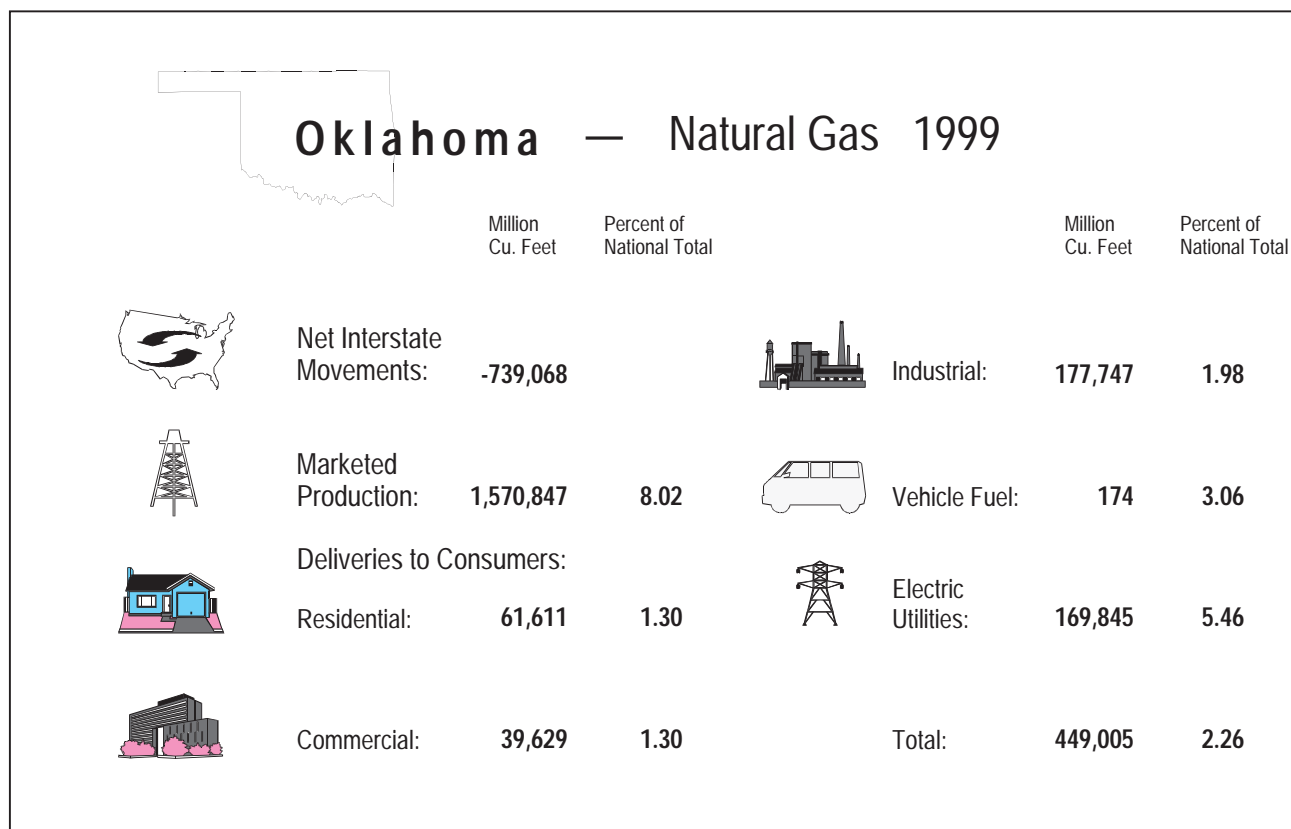 Oklahoma — Natural Gas 1999
Million Percent of
Cu. Feet National Total
Million Percent of
Cu. Feet National Total
Net Interstate
Movements: -739,068
Marketed
Production: 1,570,847 8.02
Deliveries to Consumers:
Residential: 61,611 1.30
Commercial: 39,629 1.30
Industrial: 177,747 1.98
Vehicle Fuel: 174 3.06
Electric
Utilities: 169,845 5.46
Total: 449,005 2.26